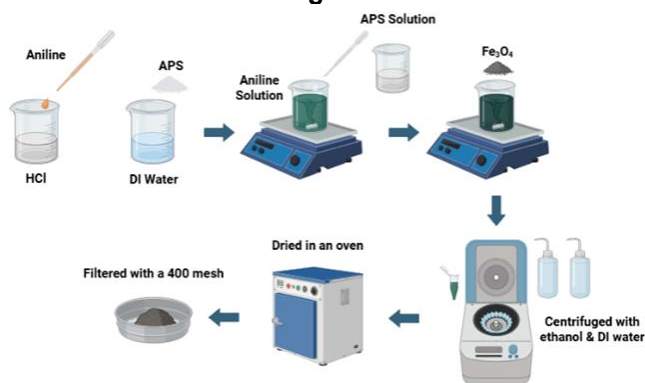 APS Solution
Aniline
APS
Aniline
Solution
Fe₃O₄
HCl
DI Water
Dried in an oven
Filtered with a 400 mesh
Centrifuged with
ethanol & DI water